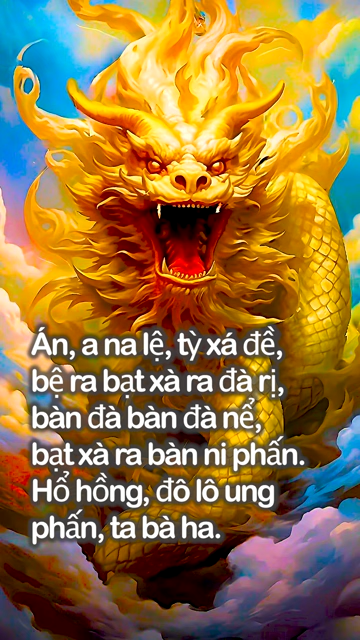 Án, a na lệ, tỳ xá đề,
bệ ra bạt xà ra đà rị,
bàn đà bàn đà nể,
bạt xà ra bàn ni phấn.
Hổ hồng, đô lô ung
phấn, ta bà ha.